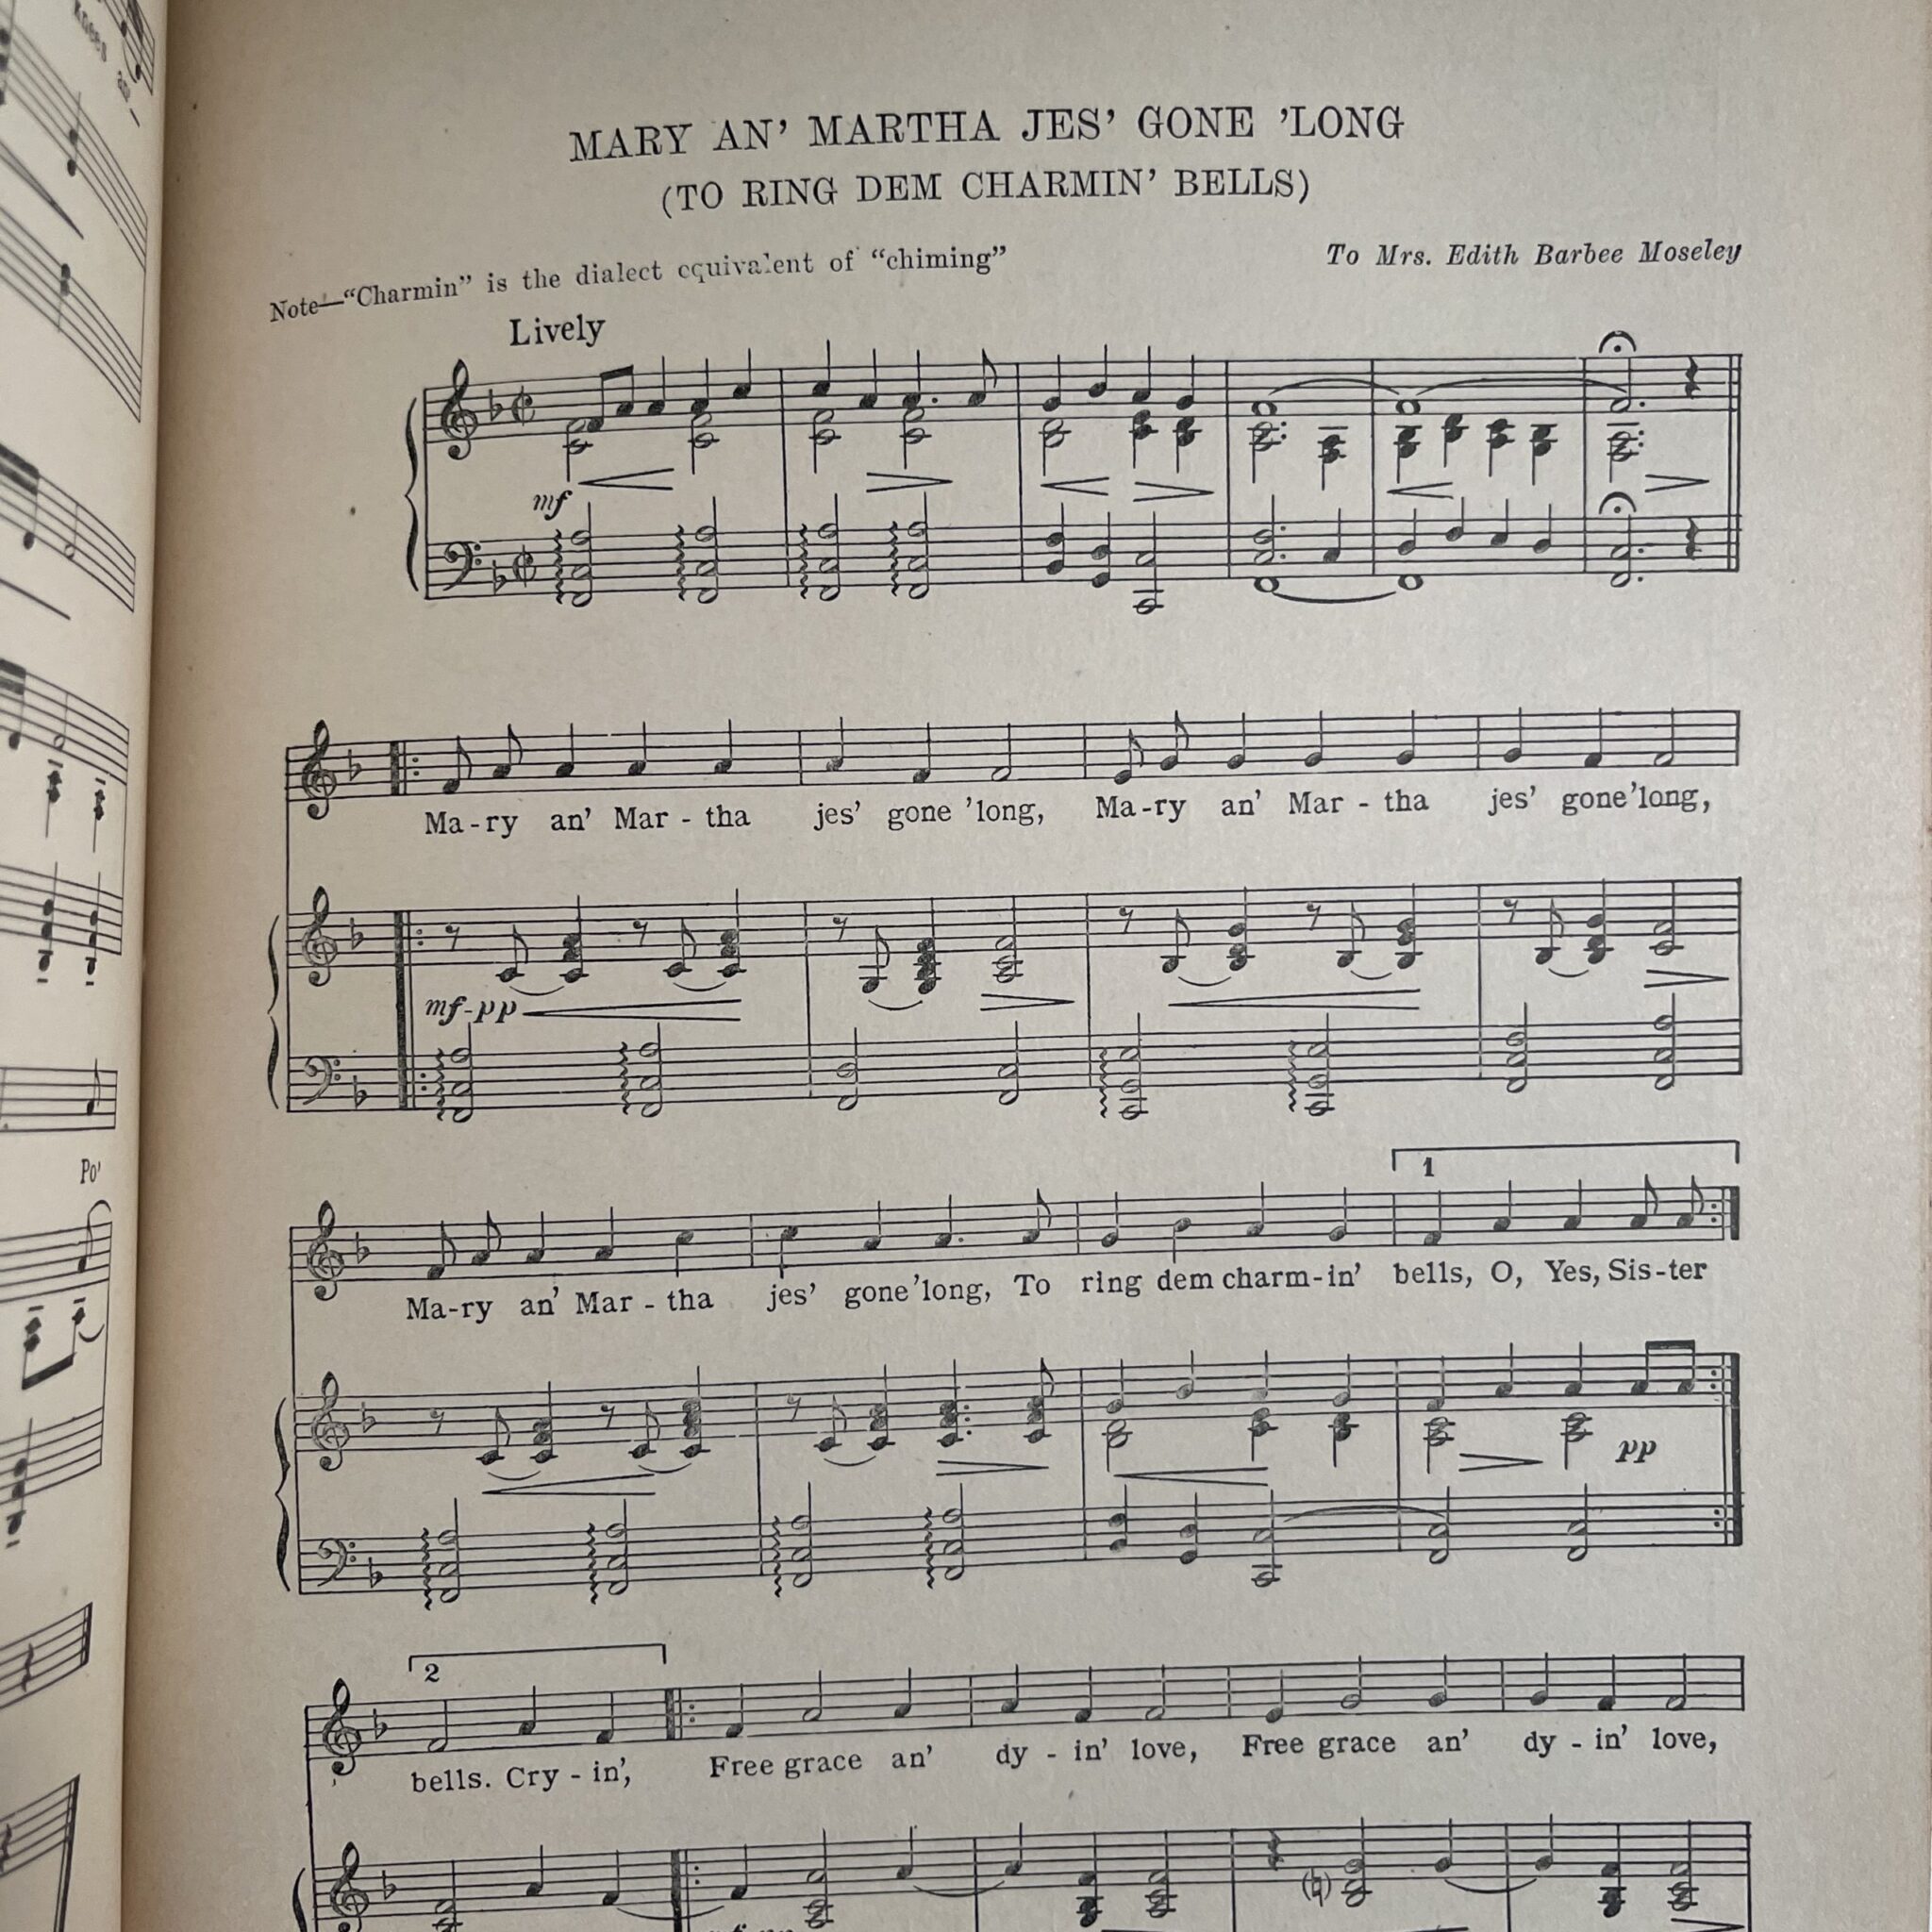 MARY AN' MARTHA JES' GONE 'LONG
(TO RING DEM CHARMIN' BELLS)
Note—“Charmin” is the dialect equivalent of “chiming”
To Mrs. Edith Barbee Moseley
Lively
mf
Ma-ry an' Mar - tha jes' gone 'long, Ma-ry an' Mar - tha jes' gone 'long,
mf-pp
1
Ma-ry an' Mar - tha jes' gone 'long, To ring dem charm-in' bells, O, Yes, Sis-ter
pp
2
bells. Cry - in', Free grace an' dy - in' love, Free grace an' dy - in' love,
Po'